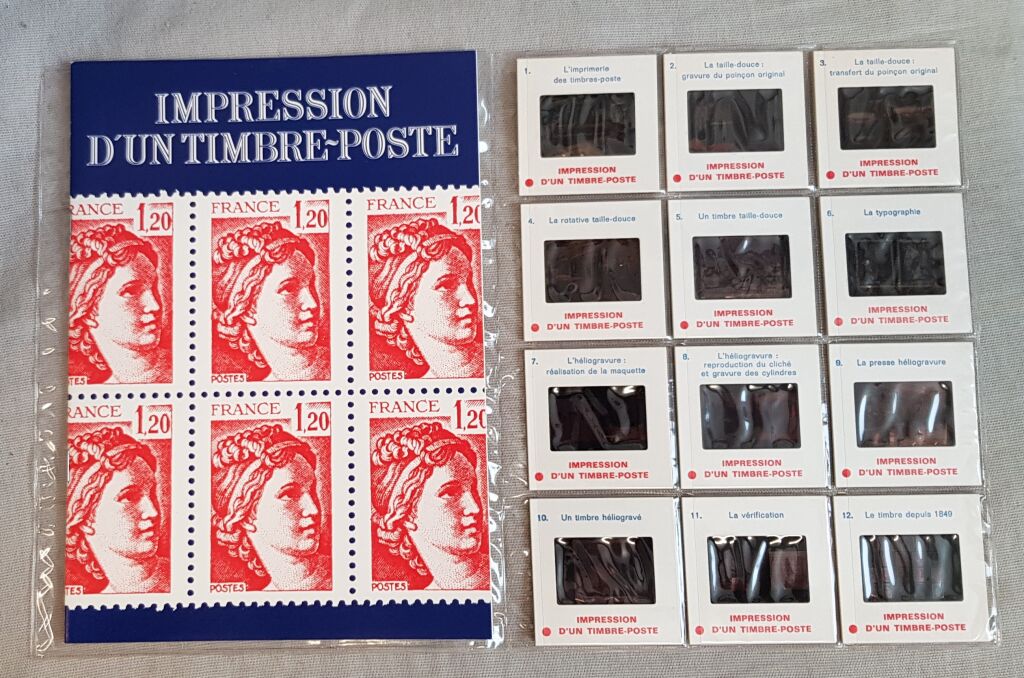 IMPRESSION
D'UN TIMBRE-POSTE
FRANCE
1,20
FRANCE
1,20
FRANCE
1,20
POSTES
POSTES
POSTES
FRANCE
1,20
FRANCE
1,20
FRANCE
1,20
POSTES
POSTES
POSTES
1. L'imprimerie
des timbres-poste
IMPRESSION
D'UN TIMBRE-POSTE
2. La taille-douce :
gravure du poinçon original
IMPRESSION
D'UN TIMBRE-POSTE
3. La taille-douce :
transfert du poinçon original
IMPRESSION
D'UN TIMBRE-POSTE
4. La rotative taille-douce
IMPRESSION
D'UN TIMBRE-POSTE
5. Un timbre taille-douce
IMPRESSION
D'UN TIMBRE-POSTE
6. La typographie
IMPRESSION
D'UN TIMBRE-POSTE
7. L'héliogravure :
réalisation de la maquette
IMPRESSION
D'UN TIMBRE-POSTE
8. L'héliogravure :
reproduction du cliché
et gravure des cylindres
IMPRESSION
D'UN TIMBRE-POSTE
9. La presse héliogravure
IMPRESSION
D'UN TIMBRE-POSTE
10. Un timbre héliogravé
IMPRESSION
D'UN TIMBRE-POSTE
11. La vérification
IMPRESSION
D'UN TIMBRE-POSTE
12. Le timbre depuis 1849
IMPRESSION
D'UN TIMBRE-POSTE